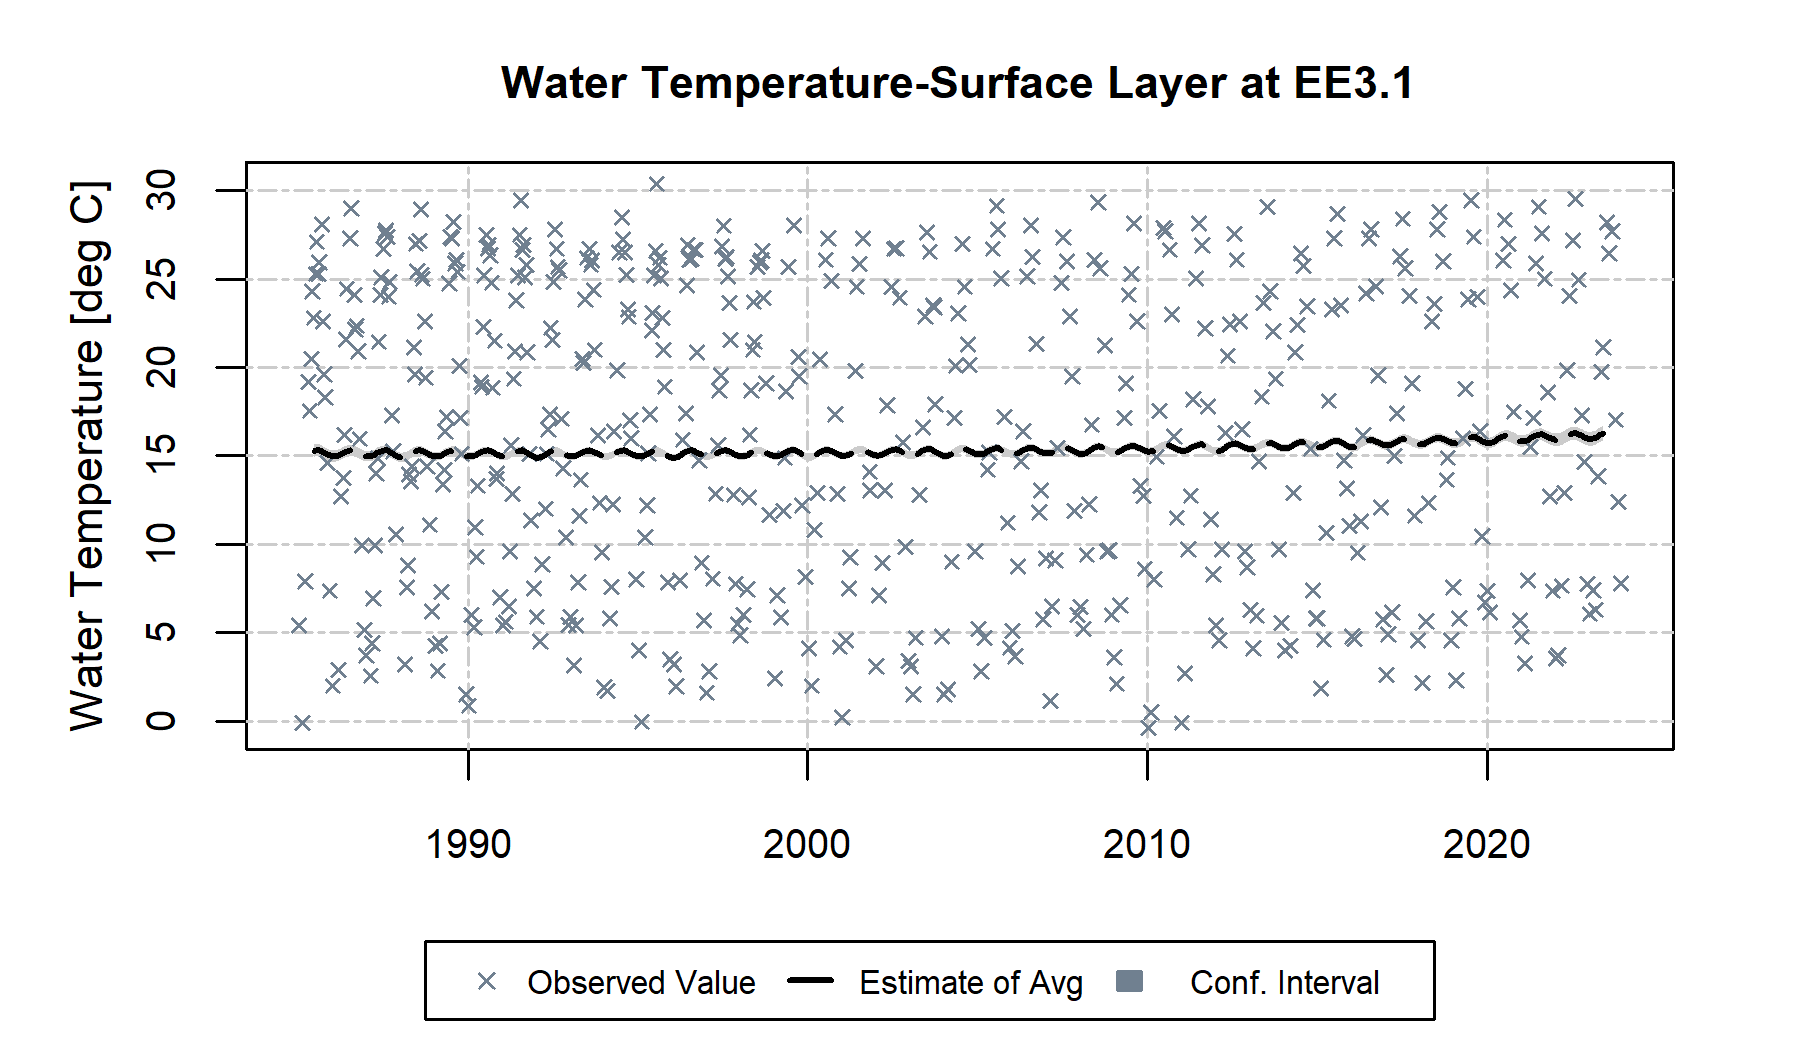 Water Temperature-Surface Layer at EE3.1
Water Temperature [deg C]
30
25
20
15
10
5
0
1990 2000 2010 2020
Observed Value Estimate of Avg Conf. Interval